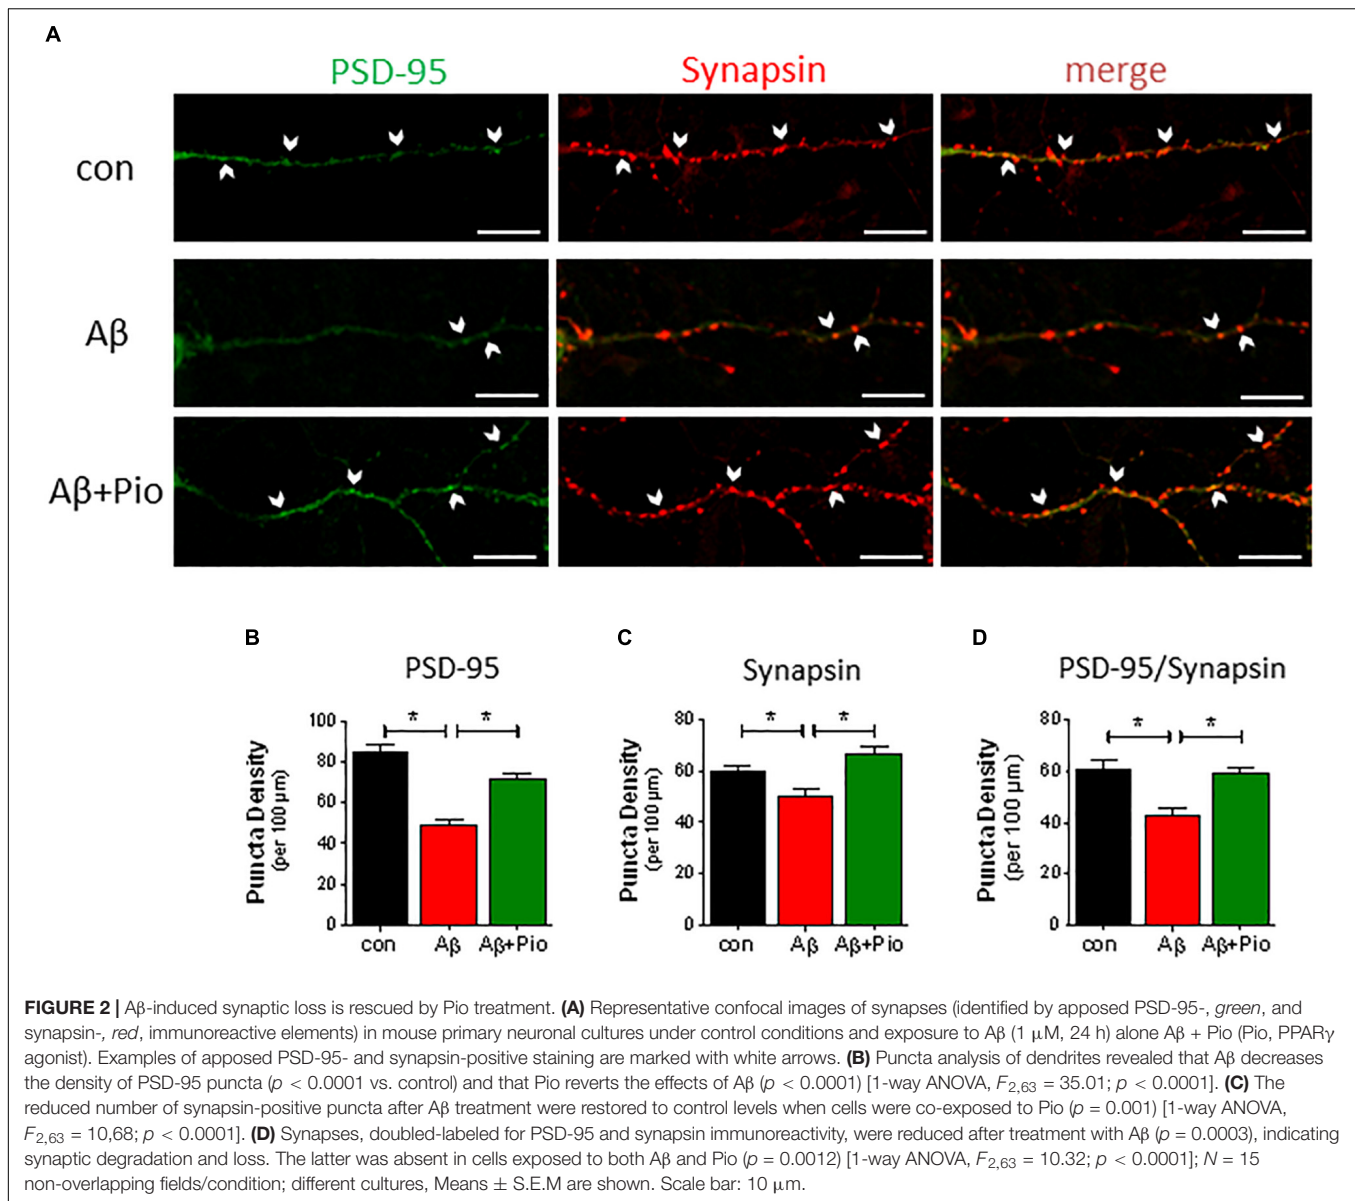 A
PSD-95 Synapsin merge
con
Aβ
Aβ+Pio
B C D
PSD-95 Synapsin PSD-95/Synapsin
* * * * * *
Puncta Density
(per 100 μm)
100
80
60
40
20
0
con Aβ Aβ+Pio
Puncta Density
(per 100 μm)
80
60
40
20
0
con Aβ Aβ+Pio
Puncta Density
(per 100 μm)
80
60
40
20
0
con Aβ Aβ+Pio
FIGURE 2 | Aβ-induced synaptic loss is rescued by Pio treatment. (A) Representative confocal images of synapses (identified by apposed PSD-95-, green, and
synapsin-, red, immunoreactive elements) in mouse primary neuronal cultures under control conditions and exposure to Aβ (1 μM, 24 h) alone Aβ + Pio (Pio, PPARγ
agonist). Examples of apposed PSD-95- and synapsin-positive staining are marked with white arrows. (B) Puncta analysis of dendrites revealed that Aβ decreases
the density of PSD-95 puncta (p < 0.0001 vs. control) and that Pio reverts the effects of Aβ (p < 0.0001) [1-way ANOVA, F2,63 = 35.01; p < 0.0001]. (C) The
reduced number of synapsin-positive puncta after Aβ treatment were restored to control levels when cells were co-exposed to Pio (p = 0.001) [1-way ANOVA,
F2,63 = 10,68; p < 0.0001]. (D) Synapses, doubled-labeled for PSD-95 and synapsin immunoreactivity, were reduced after treatment with Aβ (p = 0.0003), indicating
synaptic degradation and loss. The latter was absent in cells exposed to both Aβ and Pio (p = 0.0012) [1-way ANOVA, F2,63 = 10.32; p < 0.0001]; N = 15
non-overlapping fields/condition; different cultures, Means ± S.E.M are shown. Scale bar: 10 μm.